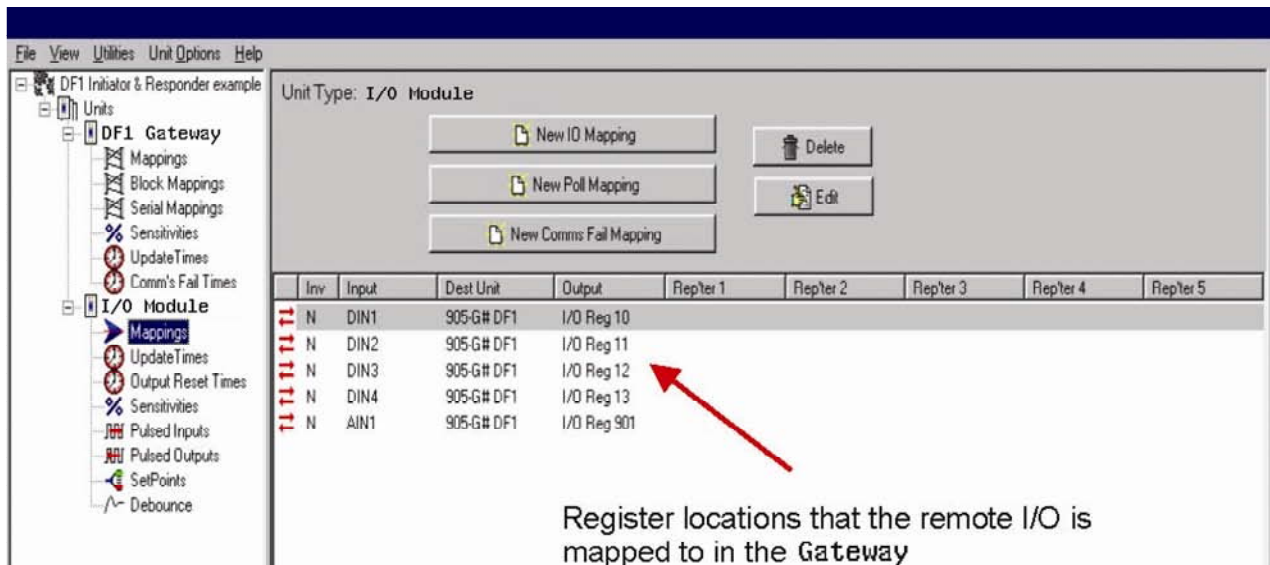 File View Utilities Unit Options Help
DF1 Initiator & Responder example
Units
DF1 Gateway
Mappings
Block Mappings
Serial Mappings
Sensitivities
UpdateTimes
Comm's Fail Times
I/O Module
Mappings
UpdateTimes
Output Reset Times
Sensitivities
Pulsed Inputs
Pulsed Outputs
SetPoints
Debounce
Unit Type: I/O Module
New IO Mapping
Delete
New Poll Mapping
Edit
New Comms Fail Mapping
Inv Input Dest Unit Output Rep'ter 1 Rep'ter 2 Rep'ter 3 Rep'ter 4 Rep'ter 5
N DIN1 905-G# DF1 I/O Reg 10
N DIN2 905-G# DF1 I/O Reg 11
N DIN3 905-G# DF1 I/O Reg 12
N DIN4 905-G# DF1 I/O Reg 13
N AIN1 905-G# DF1 I/O Reg 901
Register locations that the remote I/O is
mapped to in the Gateway